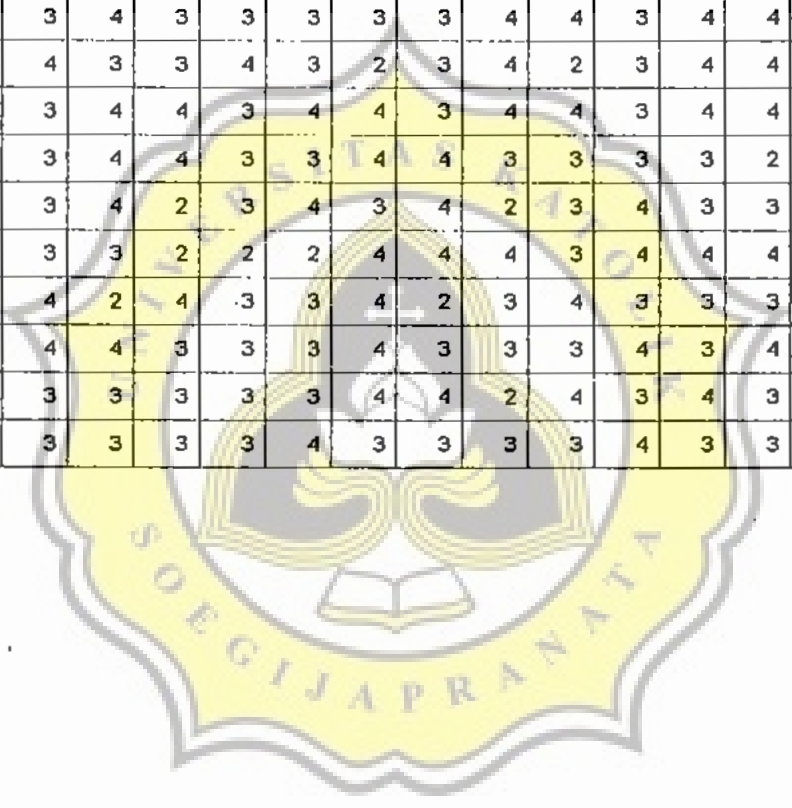 3 4 3 3 3 3 3 4 4 3 4 4
4 3 3 4 3 2 3 4 2 3 4 4
3 4 4 3 4 4 3 4 4 3 4 4
3 4 4 3 3 4 4 3 3 3 3 2
3 4 2 3 4 3 4 2 3 4 3 3
3 3 2 2 2 4 4 4 3 4 4 4
4 2 4 3 3 4 2 3 4 3 3 3
4 4 3 3 3 4 3 3 3 4 3 4
3 3 3 3 3 4 4 2 4 3 4 3
3 3 3 3 4 3 3 3 3 4 3 3
UNIVERSITAS KATOLIK
SOEGIJAPRANATA